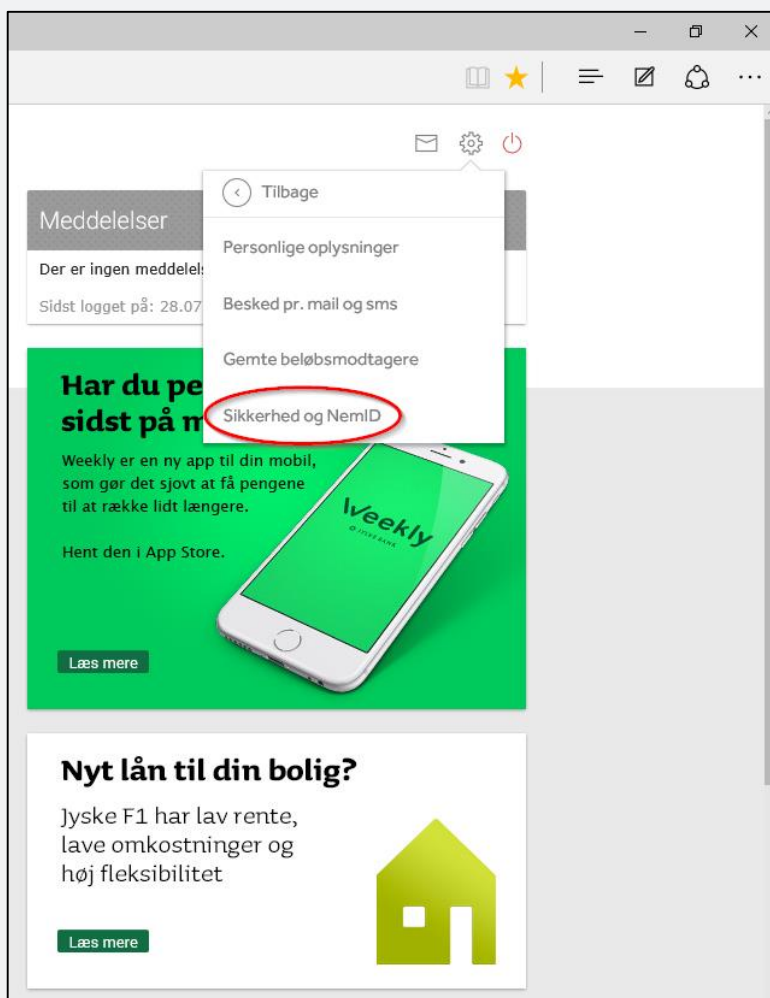 Tilbage
Meddelelser
Personlige oplysninger
Der er ingen
Besked pr. mail og sms
Sidst logget på: 28.07
Gemte beløbsmodtagere
Har du
sidst på
Sikkerhed og NemID
Weekly er en ny app til din mobil,
som gør det sjovt at få pengene
til at række lidt længere.
Hent den i App Store.
Weekly
JYSKE BANK
Læs mere
Nyt lån til din bolig?
Jyske F1 har lav rente,
lave omkostninger og
høj fleksibilitet
Læs mere